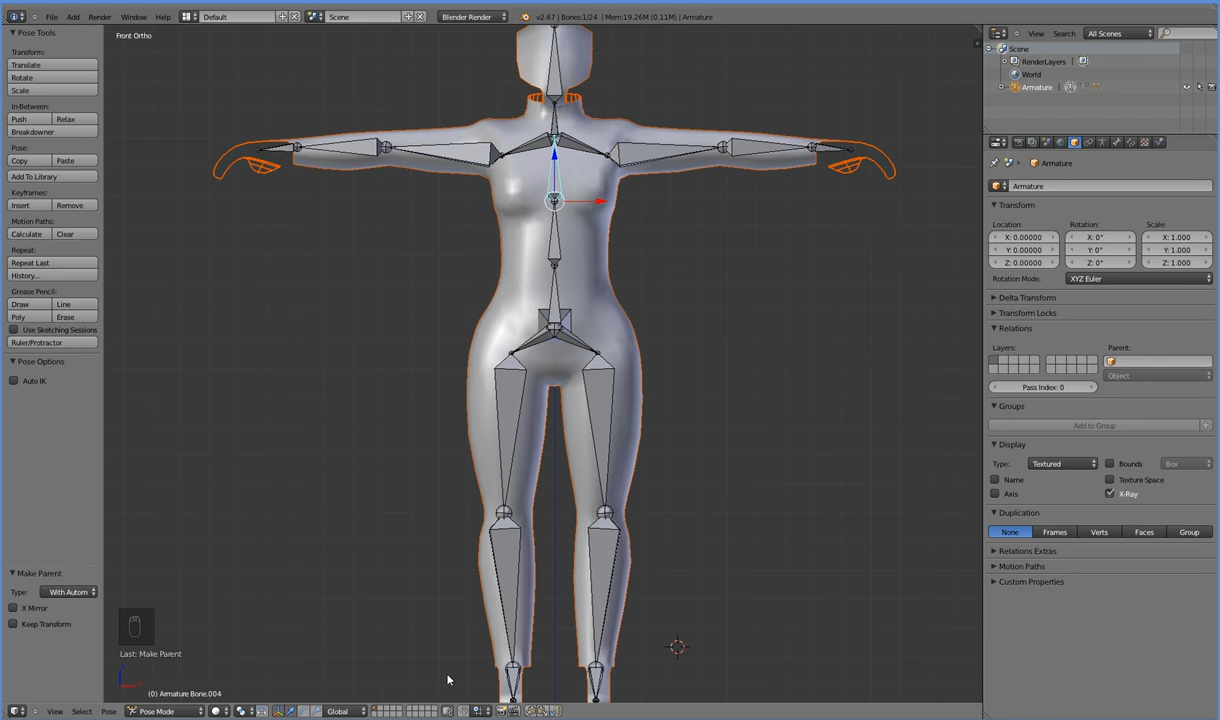 File Add Render Window Help Default Scene Blender Render v2.67 | Bones:1/24 | Mem:19.26M (0.11M) | Armature
Pose Tools
Transform:
Translate
Rotate
Scale
In-Between:
Push Relax
Breakdowner
Pose:
Copy Paste
Add To Library
Keyframes:
Insert Remove
Motion Paths:
Calculate Clear
Repeat:
Repeat Last
History...
Grease Pencil:
Draw Line
Poly Erase
Use Sketching Sessions
Ruler/Protractor
Pose Options
Auto IK
Make Parent
Type: With Autom
X Mirror
Keep Transform
Front Ortho
Last: Make Parent
(0) Armature Bone.004
View Select Pose Pose Mode Global
View Search All Scenes
Scene
RenderLayers
World
Armature
Armature
Armature
Transform
Location: Rotation: Scale:
X: 0.00000 X: 0° X: 1.000
Y: 0.00000 Y: 0° Y: 1.000
Z: 0.00000 Z: 0° Z: 1.000
Rotation Mode: XYZ Euler
Delta Transform
Transform Locks
Relations
Layers: Parent:
Object
Pass Index: 0
Groups
Add to Group
Display
Type: Textured Bounds Box
Name Texture Space
Axis X-Ray
Duplication
None Frames Verts Faces Group
Relations Extras
Motion Paths
Custom Properties